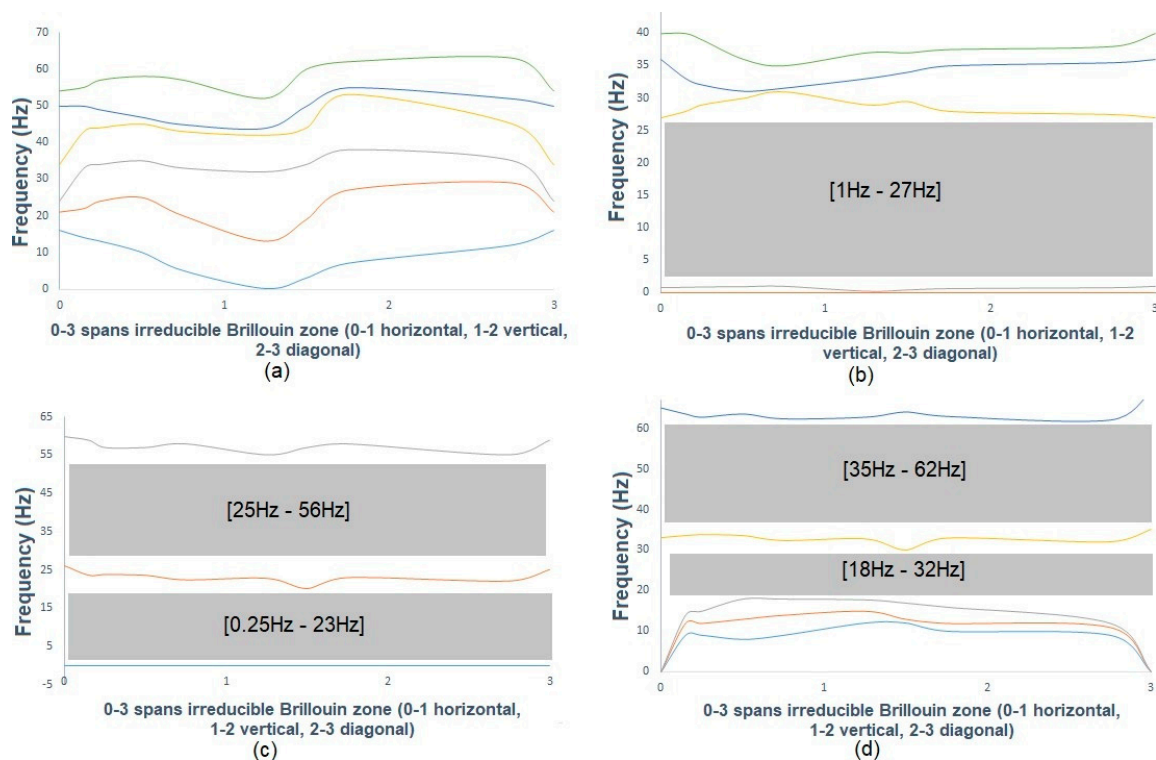 70
60
50
40
30
20
10
0
0 1 2 3
Frequency (Hz)
0-3 spans irreducible Brillouin zone (0-1 horizontal, 1-2 vertical,
2-3 diagonal)
(a)
40
35
30
25
20
15
10
5
0
0 1 2 3
Frequency (Hz)
[1Hz - 27Hz]
0-3 spans irreducible Brillouin zone (0-1 horizontal, 1-2
vertical, 2-3 diagonal)
(b)
65
55
45
35
25
15
5
-5
0 1 2 3
Frequency (Hz)
[25Hz - 56Hz]
[0.25Hz - 23Hz]
0-3 spans irreducible Brillouin zone (0-1 horizontal,
1-2 vertical, 2-3 diagonal)
(c)
60
50
40
30
20
10
0
0 1 2 3
Frequency (Hz)
[35Hz - 62Hz]
[18Hz - 32Hz]
0-3 spans irreducible Brillouin zone (0-1 horizontal,
1-2 vertical, 2-3 diagonal)
(d)